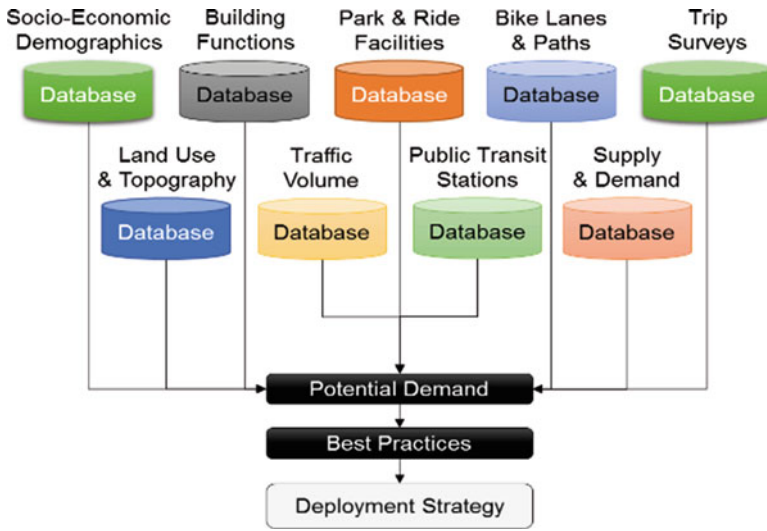 Socio-Economic
Demographics
Building
Functions
Park & Ride
Facilities
Bike Lanes
& Paths
Trip
Surveys
Database
Database
Database
Database
Database
Land Use
& Topography
Traffic
Volume
Public Transit
Stations
Supply
& Demand
Database
Database
Database
Database
Potential Demand
Best Practices
Deployment Strategy